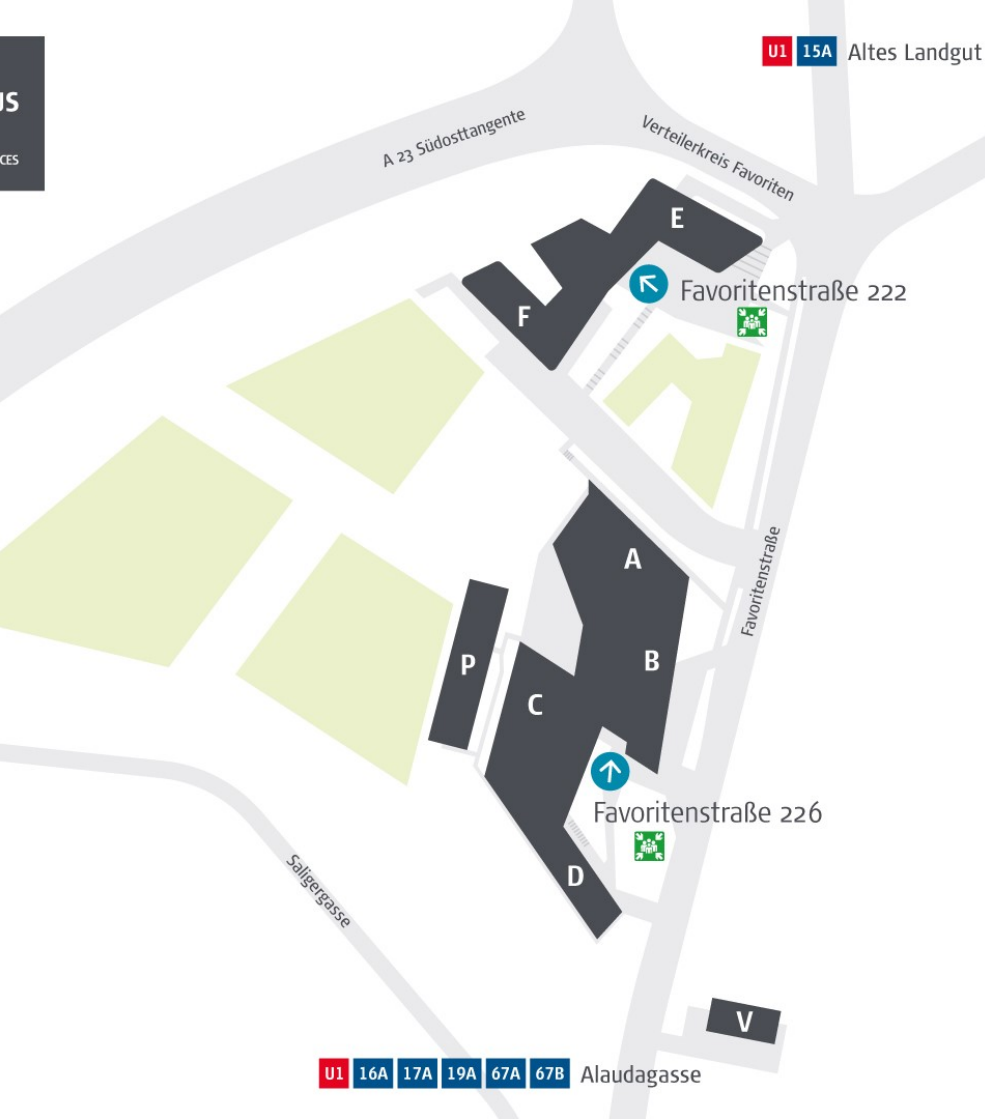 U1 15A Altes Landgut
US
CES
A 23 Südosttangente
Verteilerkreis Favoriten
E
Favoritenstraße 222
F
A
Favoritenstraße
B
P
C
Favoritenstraße 226
D
Saligergasse
V
U1 16A 17A 19A 67A 67B Alaudagasse